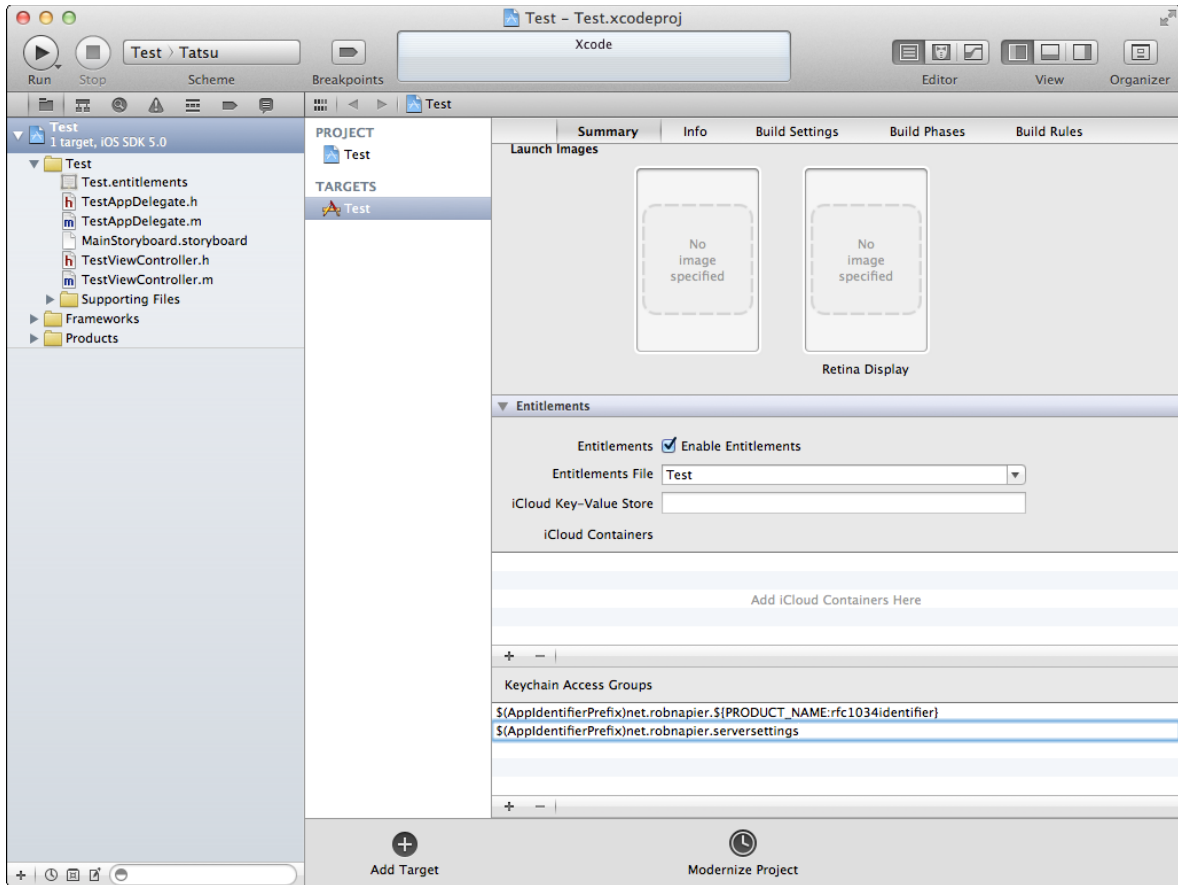 Test – Test.xcodeproj
Test 〉 Tatsu
Xcode
Run
Stop
Scheme
Breakpoints
Editor
View
Organizer
Test
Test
1 target, iOS SDK 5.0
Test
Test.entitlements
TestAppDelegate.h
TestAppDelegate.m
MainStoryboard.storyboard
TestViewController.h
TestViewController.m
Supporting Files
Frameworks
Products
PROJECT
Test
TARGETS
Test
Summary
Info
Build Settings
Build Phases
Build Rules
Launch Images
No
image
specified
No
image
specified
Retina Display
Entitlements
Entitlements
Enable Entitlements
Entitlements File
Test
iCloud Key-Value Store
iCloud Containers
Add iCloud Containers Here
Keychain Access Groups
$(AppIdentifierPrefix)net.robnapier.${PRODUCT_NAME:rfc1034identifier}
$(AppIdentifierPrefix)net.robnapier.serversettings
Add Target
Modernize Project